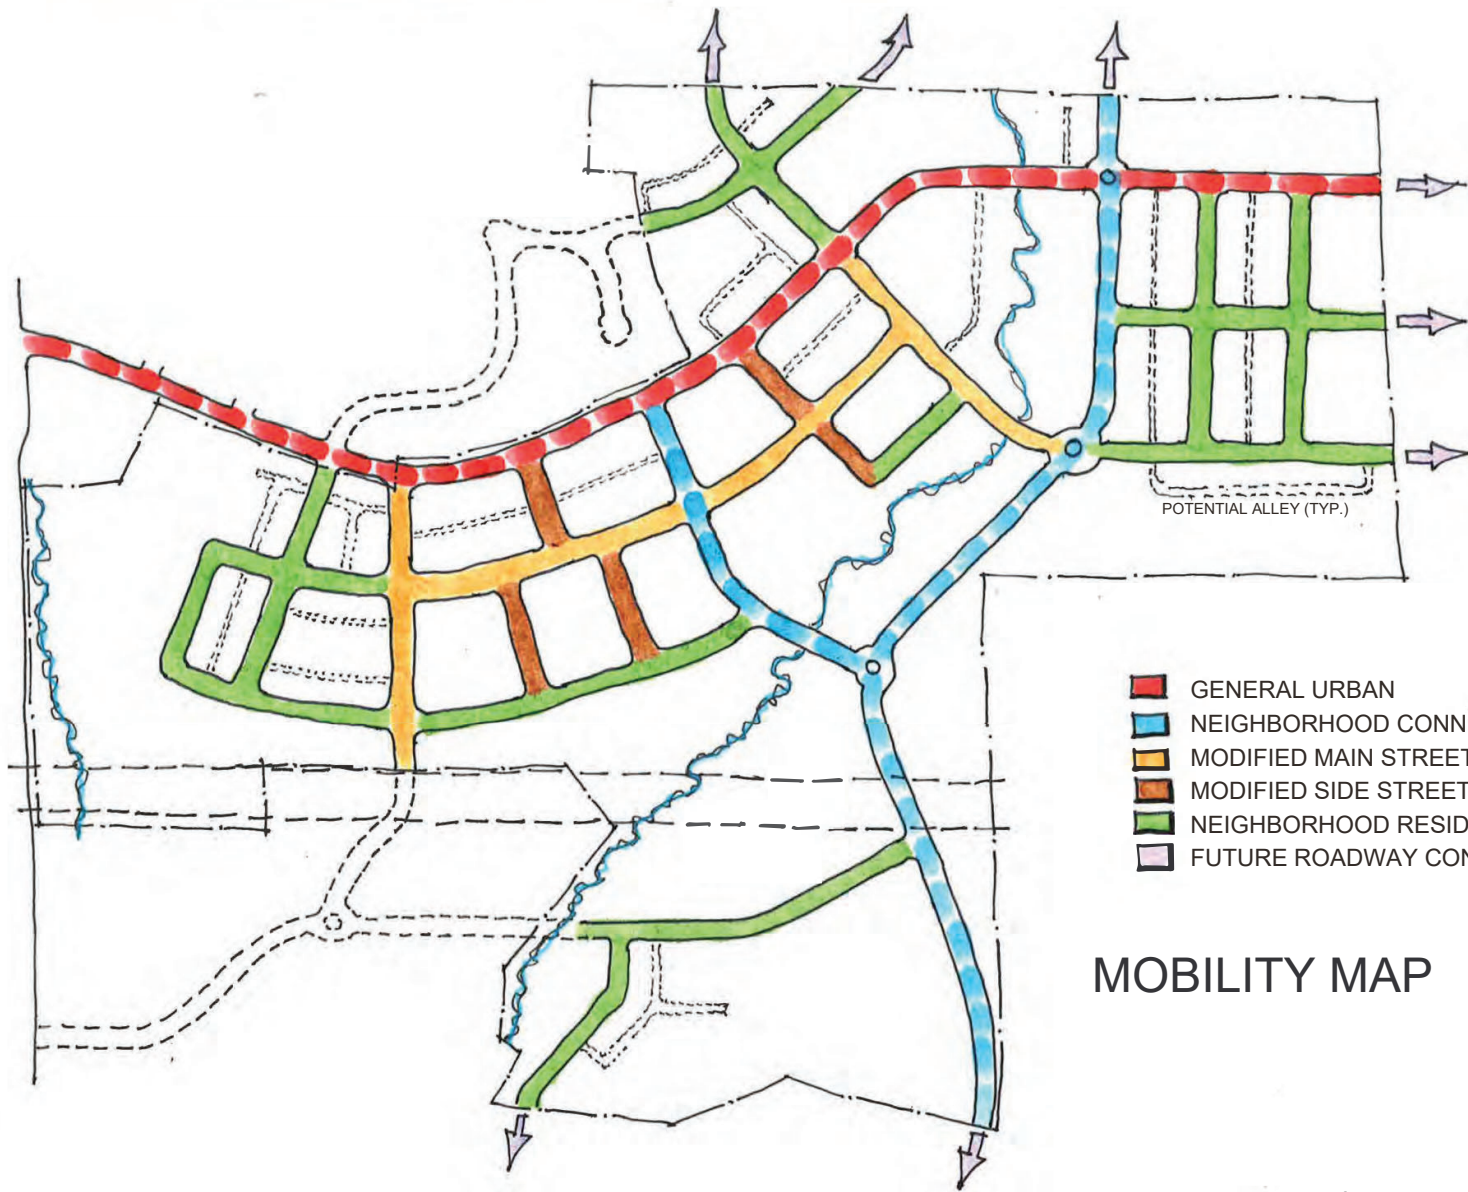 POTENTIAL ALLEY (TYP.)
GENERAL URBAN
NEIGHBORHOOD CONN
MODIFIED MAIN STREET
MODIFIED SIDE STREET
NEIGHBORHOOD RESID
FUTURE ROADWAY CON
MOBILITY MAP